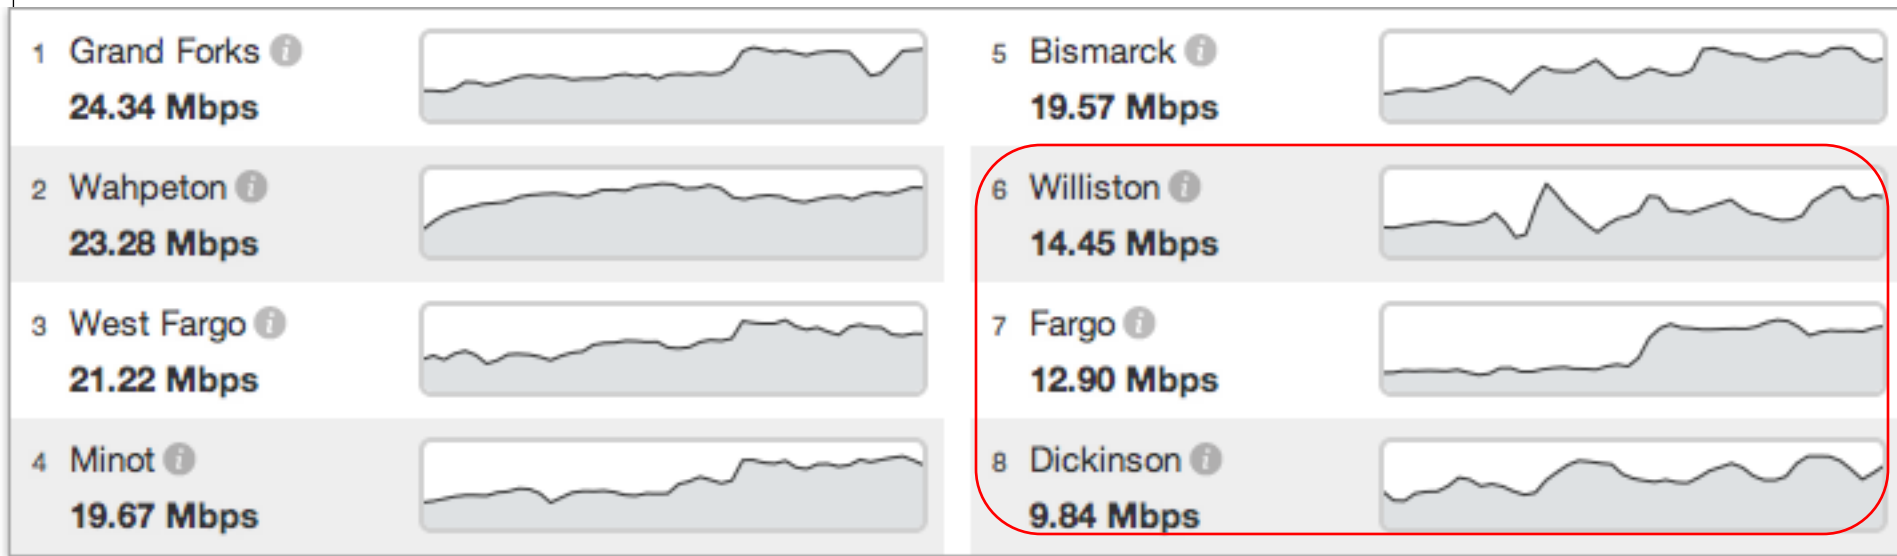 1 Grand Forks i
24.34 Mbps
2 Wahpeton i
23.28 Mbps
3 West Fargo i
21.22 Mbps
4 Minot i
19.67 Mbps
5 Bismarck i
19.57 Mbps
6 Williston i
14.45 Mbps
7 Fargo i
12.90 Mbps
8 Dickinson i
9.84 Mbps